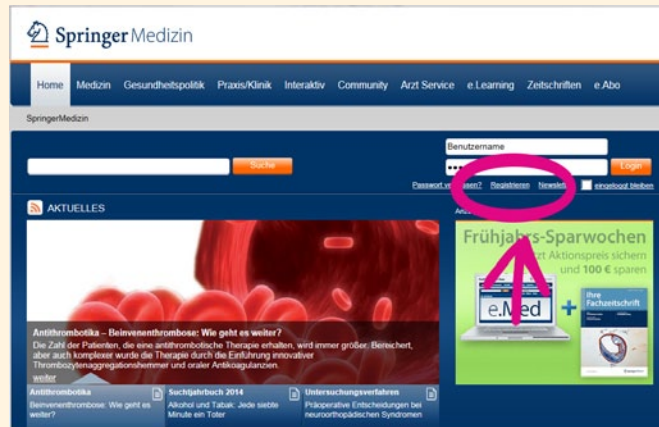 Springer Medizin
Home Medizin Gesundheitspolitik Praxis/Klinik Interaktiv Community Arzt Service e.Learning Zeitschriften e.Abo
SpringerMedizin
Benutzername
Suche
Login
Passwort Registrieren eingeloggt bleiben
AKTUELLES
Frühjahrs-Sparwochen
Aktionspreis sichern
und 100 € sparen
e.Med +
Ihre
Fachzeitschrift
Antithrombotika – Beinvenenthrombose: Wie geht es weiter?
Die Zahl der Patienten, die eine antithrombotische Therapie erhalten, wird immer größer. Bereichert,
aber auch komplexer wurde die Therapie durch die Einführung innovativer
Thrombozytenaggregationshemmer und oraler Antikoagulanzien.
weiter
Antithrombotika
Beinvenenthrombose: Wie geht es
weiter?
Suchtjahrbuch 2014
Alkohol und Tabak: Jede siebte
Minute ein Toter
Untersuchungsverfahren
Präoperative Entscheidungen bei
neuroorthopädischen Syndromen